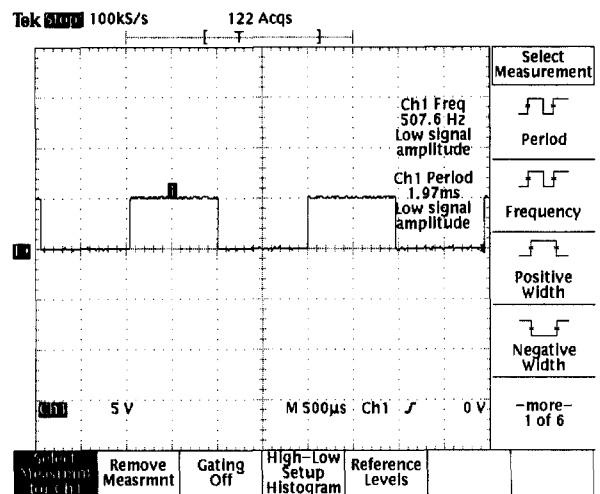 Tek Stop 100kS/s 122 Acqs
[ T ]
Select
Measurement
Ch1 Freq
507.6 Hz
Low signal
amplitude
Period
Ch1 Period
1.97ms
Low signal
amplitude
Frequency
Positive
Width
Negative
Width
Ch1 5 V M 500µs Ch1 0 V
-more-
1 of 6
Select
Measrmnt
for Ch1
Remove
Measrmnt
Gating
Off
High-Low
Setup
Histogram
Reference
Levels